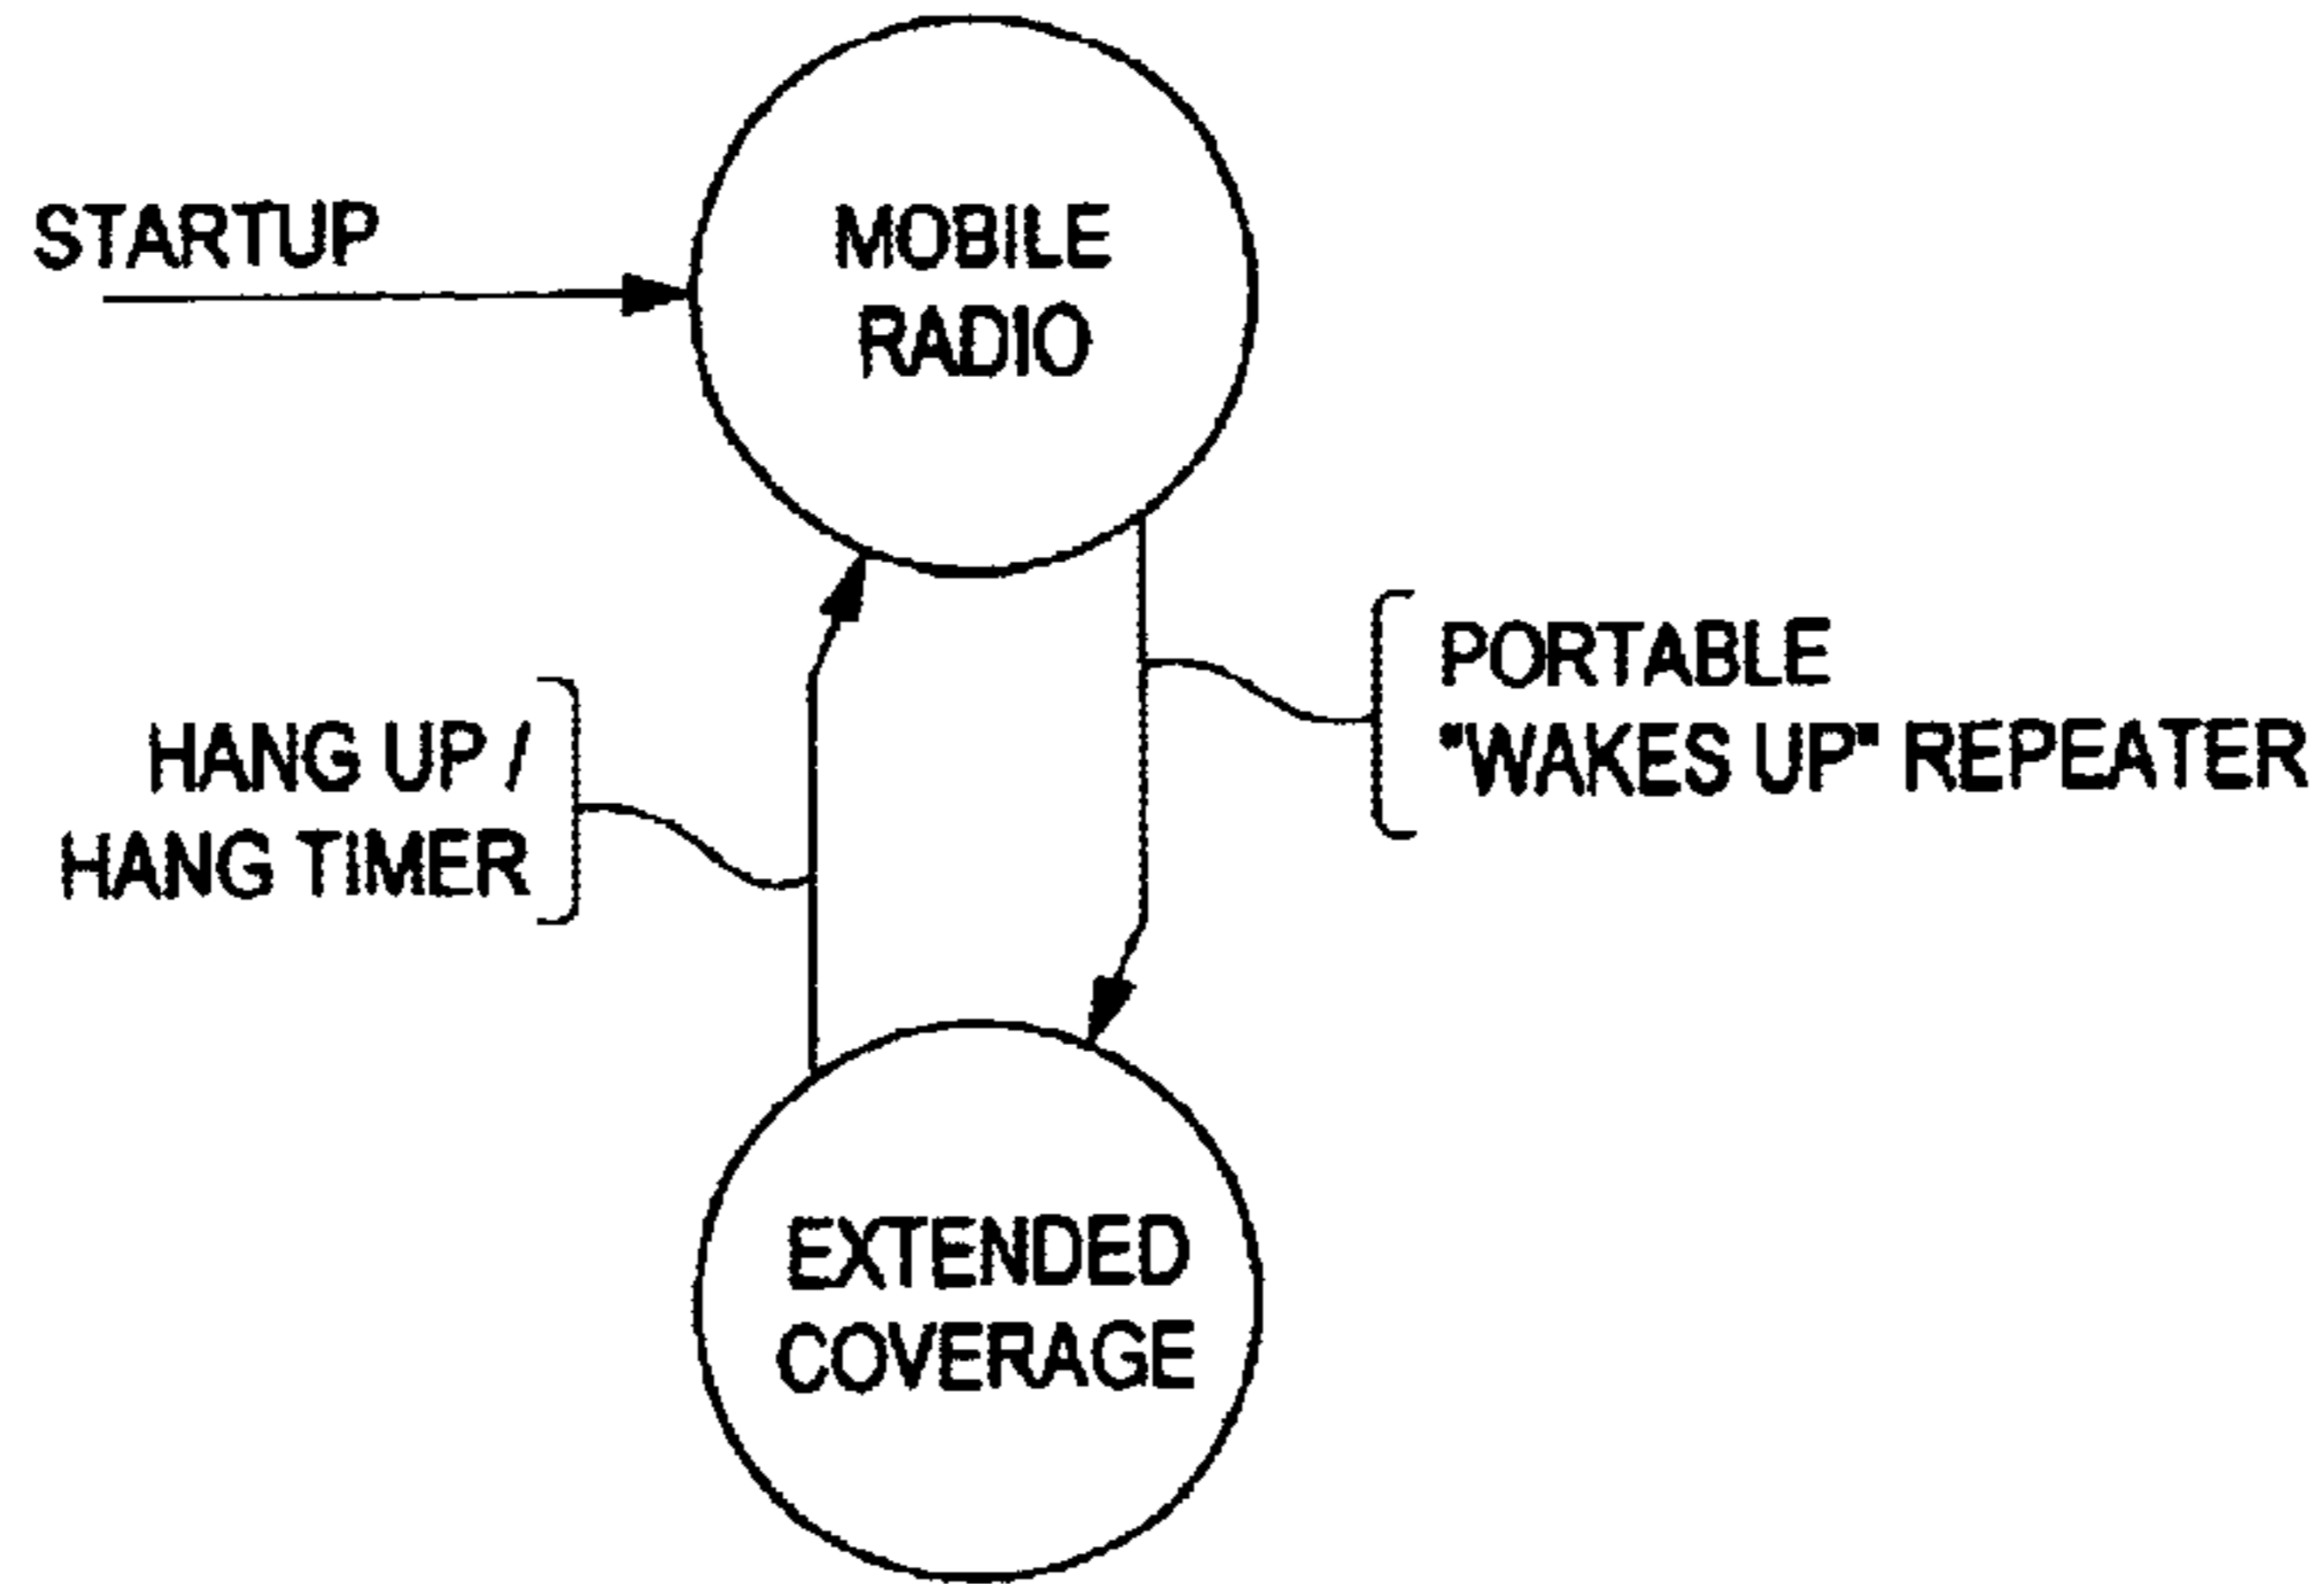 STARTUP
MOBILE
RADIO
PORTABLE
"WAKES UP" REPEATER
HANG UP /
HANG TIMER
EXTENDED
COVERAGE